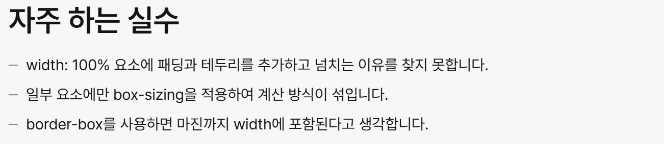 자주 하는 실수
— width: 100% 요소에 패딩과 테두리를 추가하고 넘치는 이유를 찾지 못합니다.
— 일부 요소에만 box-sizing을 적용하여 계산 방식이 섞입니다.
— border-box를 사용하면 마진까지 width에 포함된다고 생각합니다.